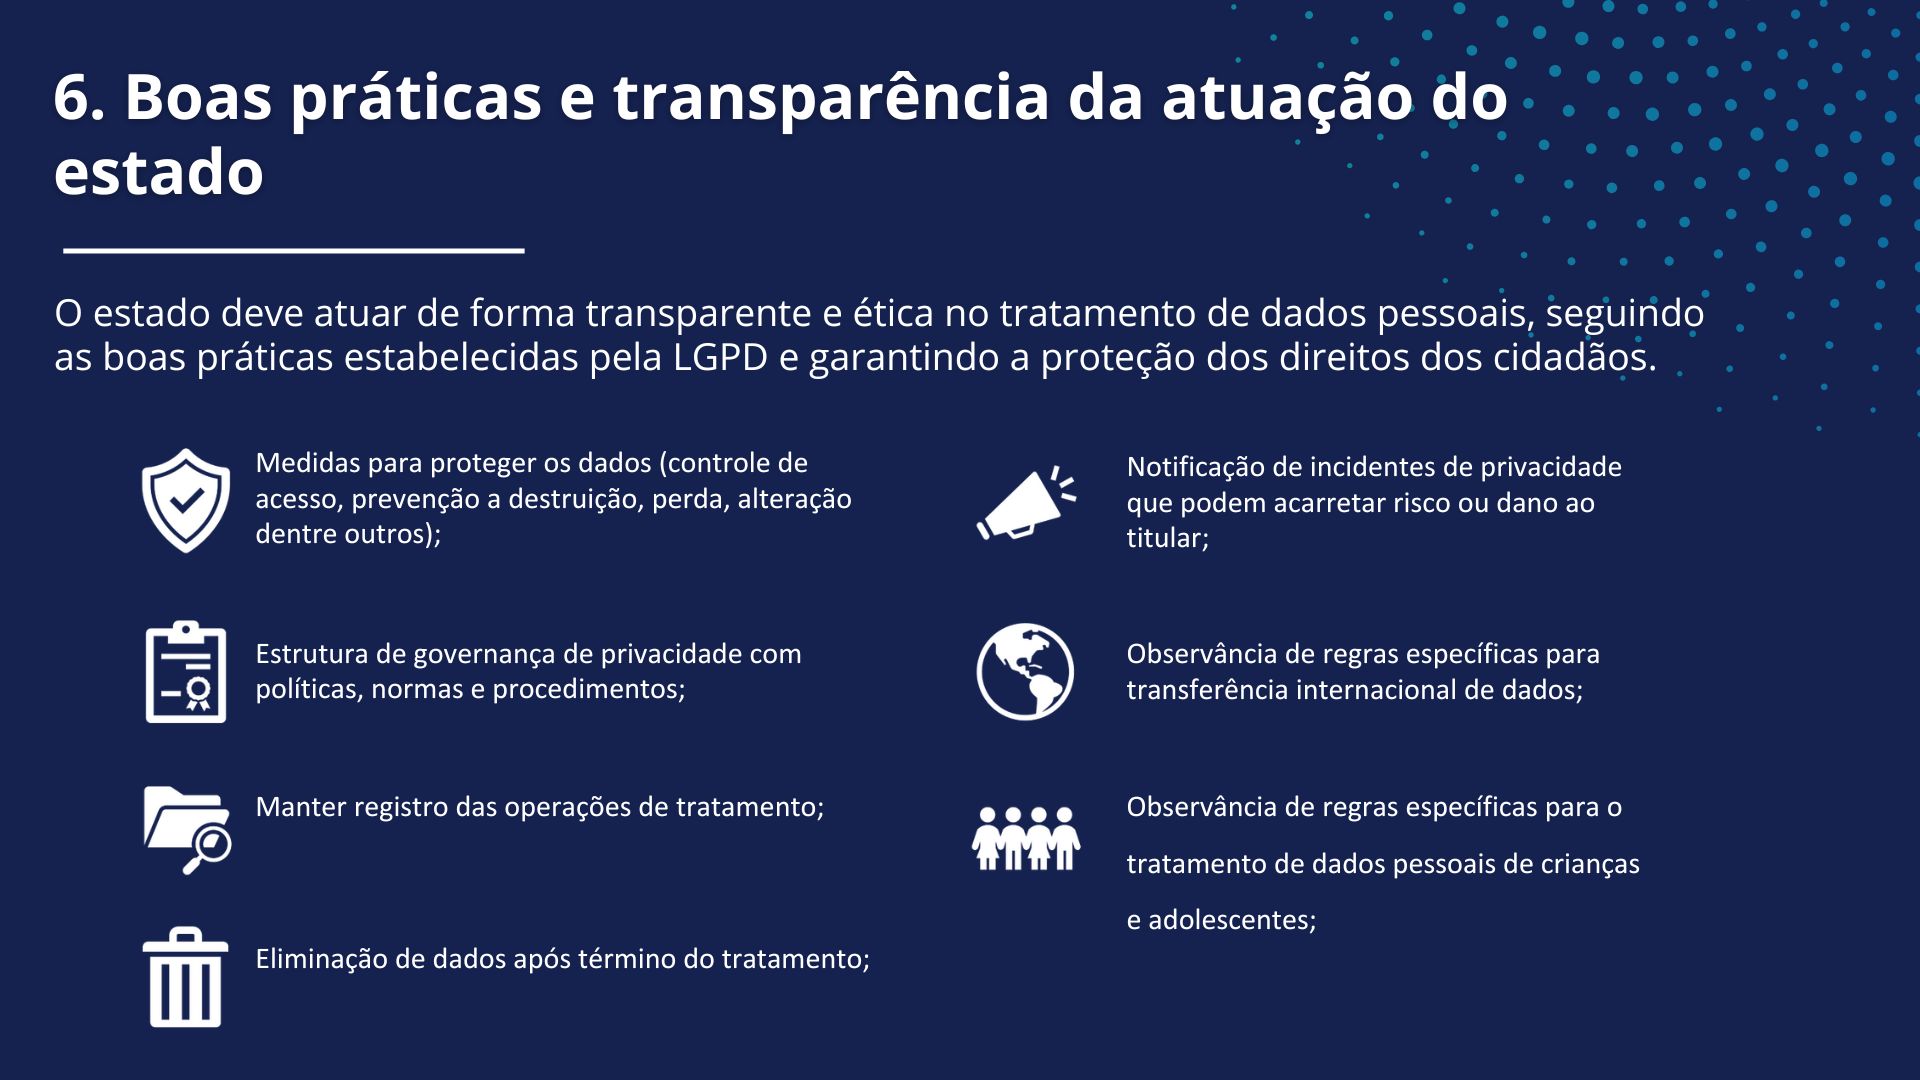 6. Boas práticas e transparência da atuação do
estado
O estado deve atuar de forma transparente e ética no tratamento de dados pessoais, seguindo
as boas práticas estabelecidas pela LGPD e garantindo a proteção dos direitos dos cidadãos.
Medidas para proteger os dados (controle de
acesso, prevenção a destruição, perda, alteração
dentre outros);
Estrutura de governança de privacidade com
políticas, normas e procedimentos;
Manter registro das operações de tratamento;
Eliminação de dados após término do tratamento;
Notificação de incidentes de privacidade
que podem acarretar risco ou dano ao
titular;
Observância de regras específicas para
transferência internacional de dados;
Observância de regras específicas para o
tratamento de dados pessoais de crianças
e adolescentes;